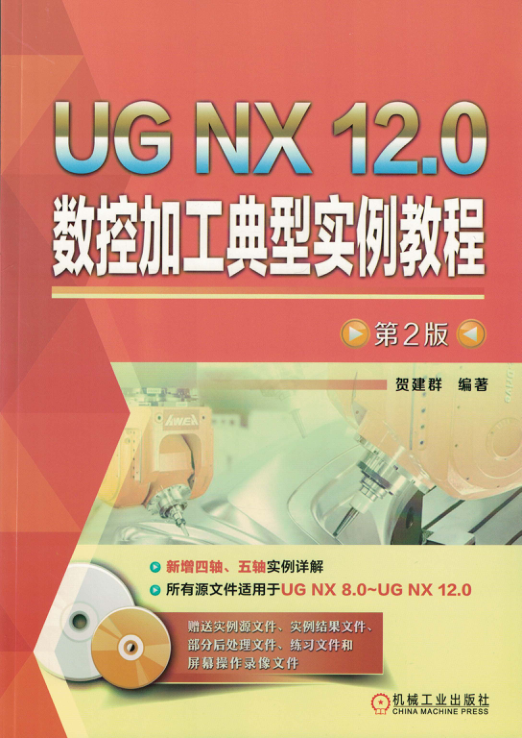 UG NX 12.0
数控加工典型实例教程
第2版
贺建群 编著
KNEX
新增四轴、五轴实例详解
所有源文件适用于UG NX 8.0~UG NX 12.0
赠送实例源文件、实例结果文件、
部分后处理文件、练习文件和
屏幕操作录像文件
机械工业出版社
CHINA MACHINE PRESS